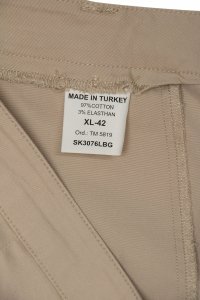 MADE IN TURKEY
97%COTTON
3% ELASTHAN
XL-42
Ord.: TM 5819
SK3076LBG